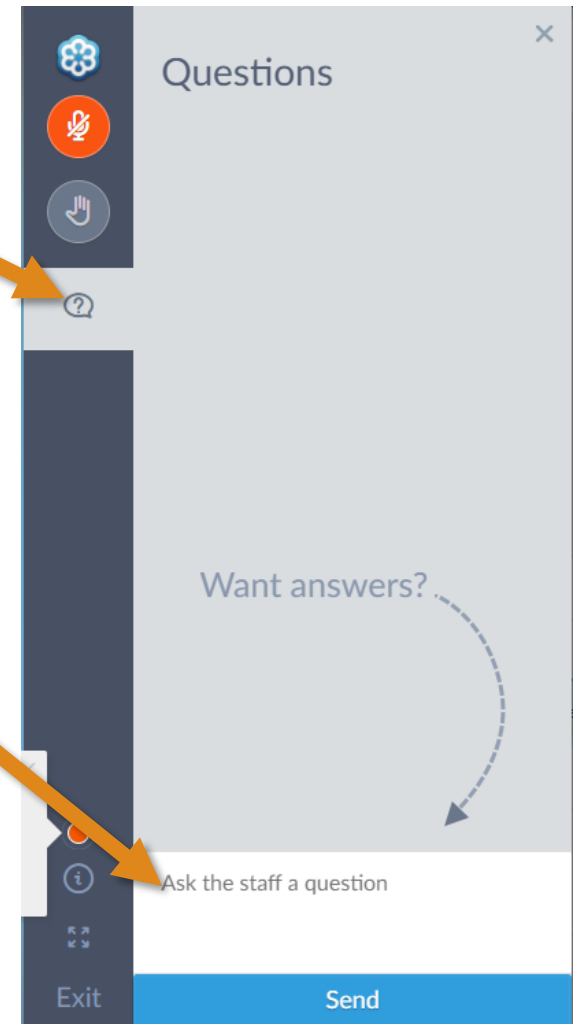 Questions
Want answers?
Ask the staff a question
Exit
Send